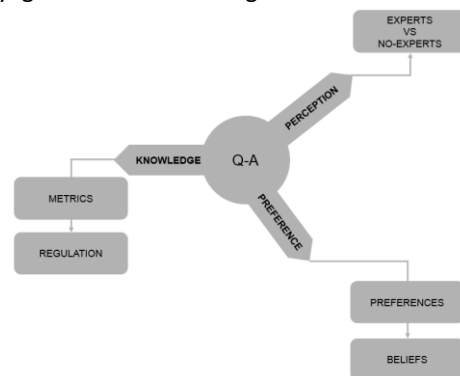 EXPERTS
VS
NO-EXPERTS
PERCEPTION
KNOWLEDGE
Q-A
METRICS
PREFERENCE
REGULATION
PREFERENCES
BELIEFS